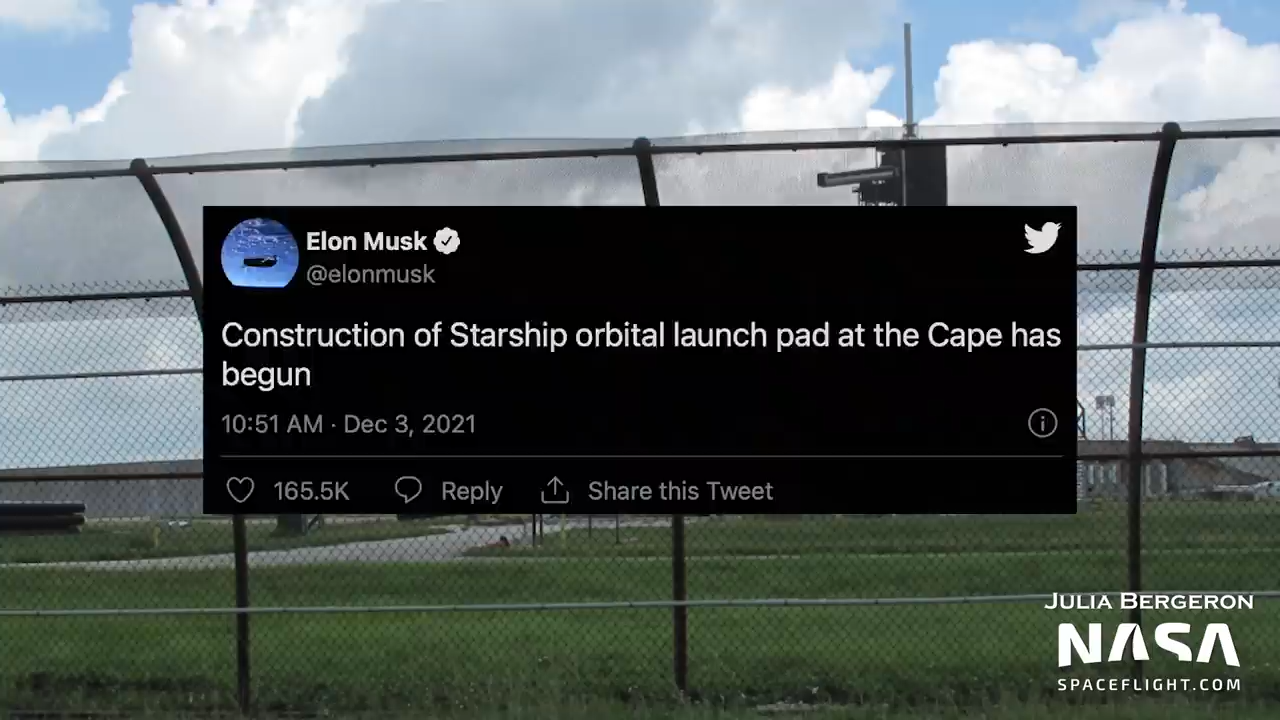 Elon Musk
@elonmusk
Construction of Starship orbital launch pad at the Cape has
begun
10:51 AM · Dec 3, 2021
165.5K Reply Share this Tweet
JULIA BERGERON
NASA
SPACEFLIGHT.COM